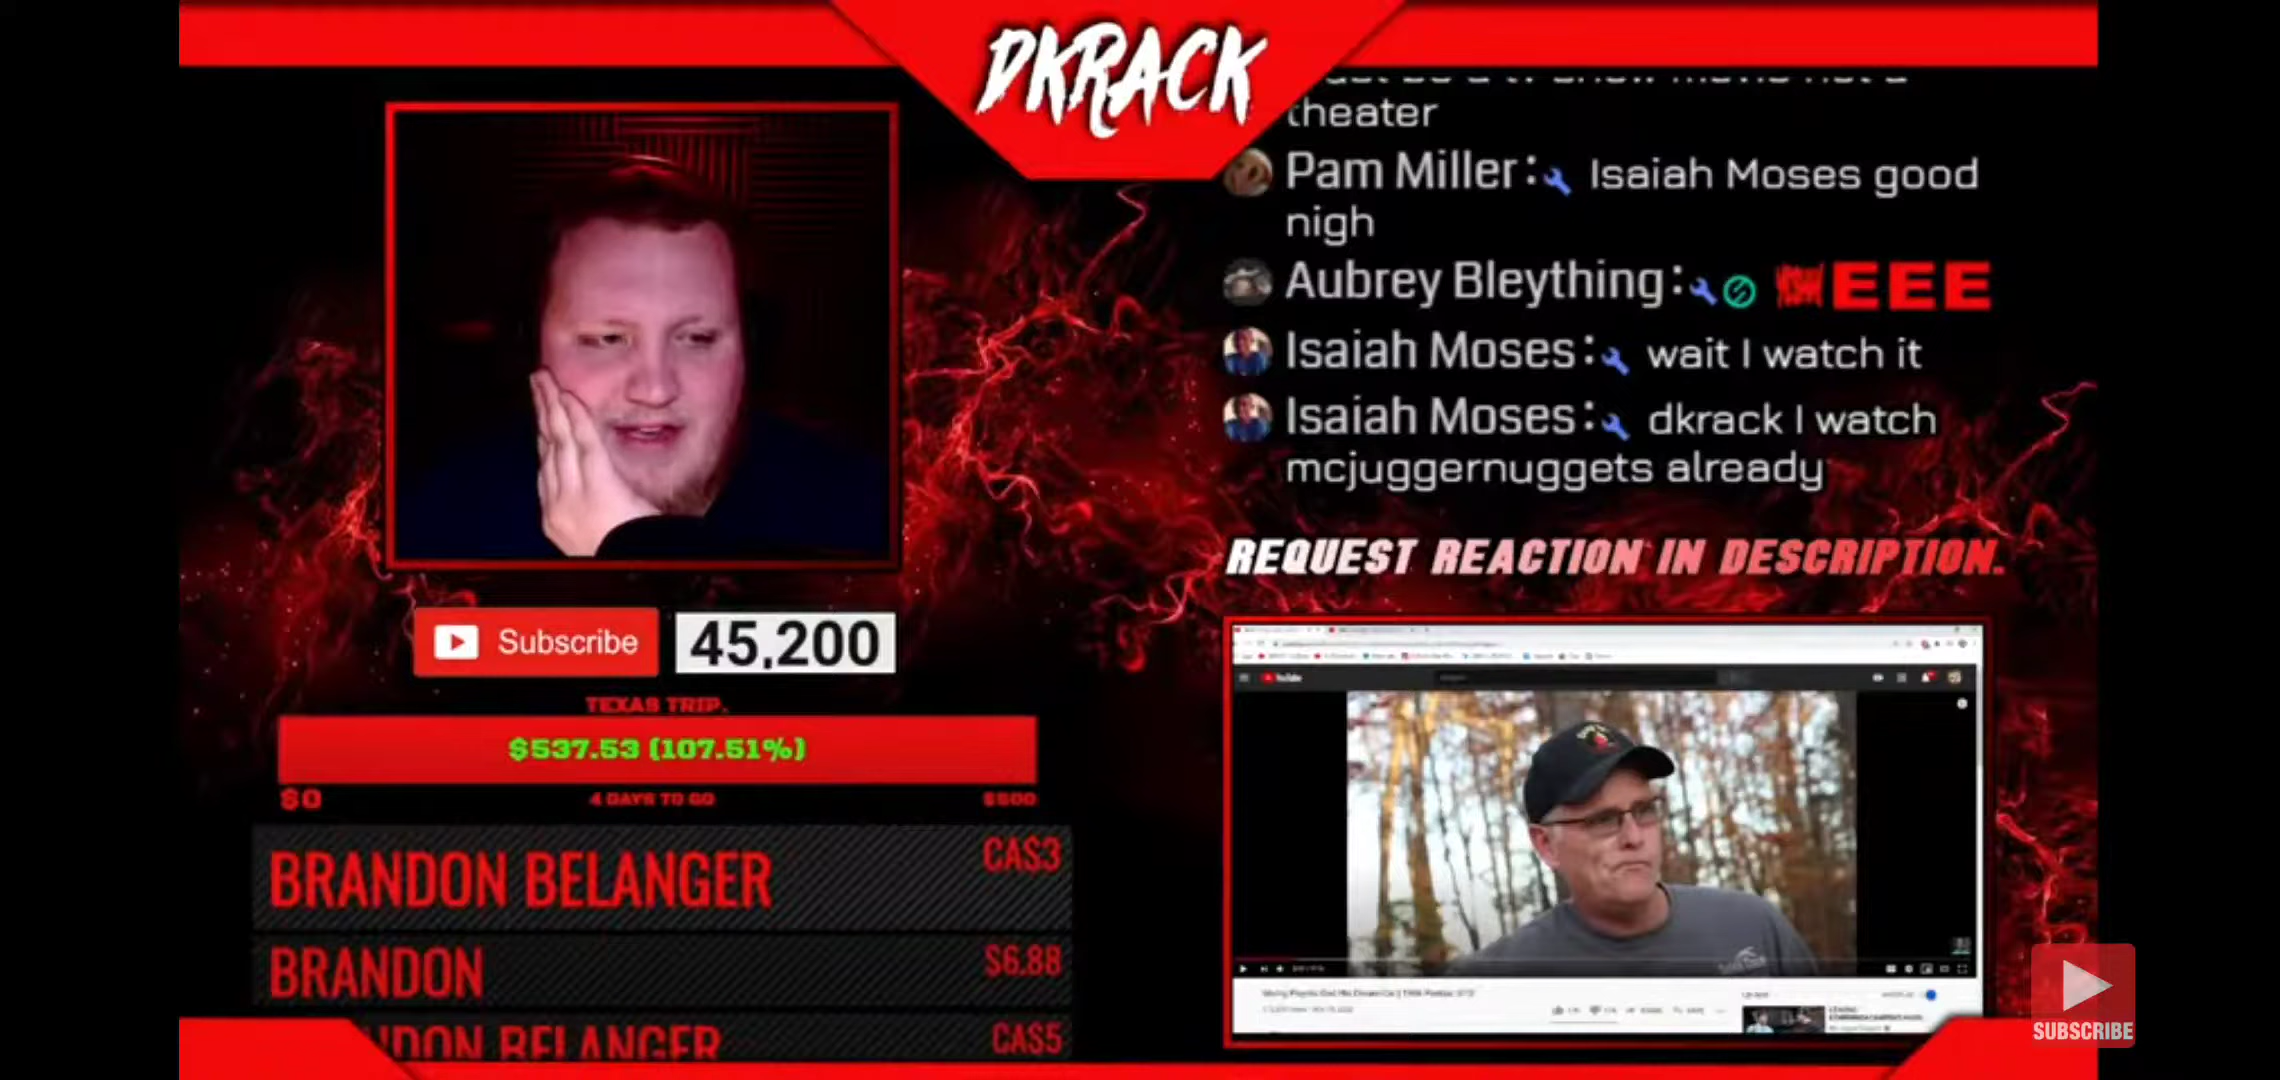 DKRACK
theater
Pam Miller: Isaiah Moses good
nigh
Aubrey Bleything: EEE
Isaiah Moses: wait I watch it
Isaiah Moses: dkrack I watch
mcjuggernuggets already
REQUEST REACTION IN DESCRIPTION.
Subscribe
45,200
TEXAS TRIP.
$537.53 (107.51%)
$0
4 DAYS TO GO
$500
BRANDON BELANGER
CA$3
BRANDON
$6.88
BELANGER
CA$5
YouTube
SUBSCRIBE